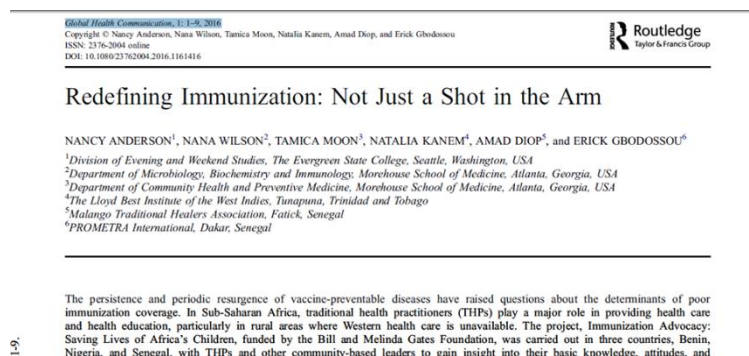 Global Health Communication, 1: 1–9, 2016
Copyright © Nancy Anderson, Nana Wilson, Tamica Moon, Natalia Kanem, Amad Diop, and Erick Gbodossou
ISSN: 2376-2004 online
DOI: 10.1080/23762004.2016.1161416
ROUTLEDGE
Routledge
Taylor & Francis Group
Redefining Immunization: Not Just a Shot in the Arm
NANCY ANDERSON1, NANA WILSON2, TAMICA MOON3, NATALIA KANEM4, AMAD DIOP5, and ERICK GBODOSSOU6
1Division of Evening and Weekend Studies, The Evergreen State College, Seattle, Washington, USA
2Department of Microbiology, Biochemistry and Immunology, Morehouse School of Medicine, Atlanta, Georgia, USA
3Department of Community Health and Preventive Medicine, Morehouse School of Medicine, Atlanta, Georgia, USA
4The Lloyd Best Institute of the West Indies, Tunapuna, Trinidad and Tobago
5Malango Traditional Healers Association, Fatick, Senegal
6PROMETRA International, Dakar, Senegal
The persistence and periodic resurgence of vaccine-preventable diseases have raised questions about the determinants of poor
immunization coverage. In Sub-Saharan Africa, traditional health practitioners (THPs) play a major role in providing health care
and health education, particularly in rural areas where Western health care is unavailable. The project, Immunization Advocacy:
Saving Lives of Africa's Children, funded by the Bill and Melinda Gates Foundation, was carried out in three countries, Benin,
Nigeria, and Senegal, with THPs and other community-based leaders to gain insight into their basic knowledge, attitudes, and
1-9.